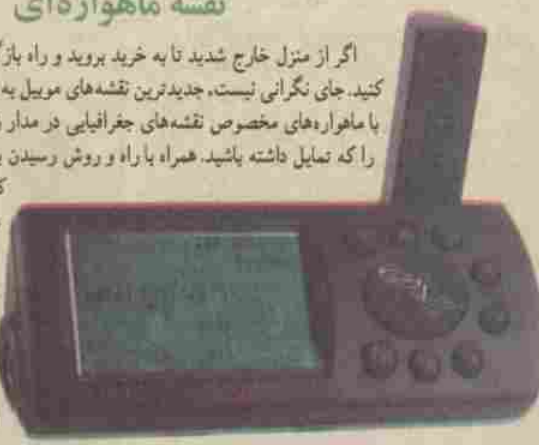 نقشه ماهواره‌ای
اگر از منزل خارج شدید تا به خرید بروید و راه
کنید. جای نگرانی نیست، جدیدترین نقشه‌های موبیل به
با ماهواره‌های مخصوص نقشه‌های جغرافیایی در مدار
را که تمایل داشته باشید. همراه با راه و روش رسیدن